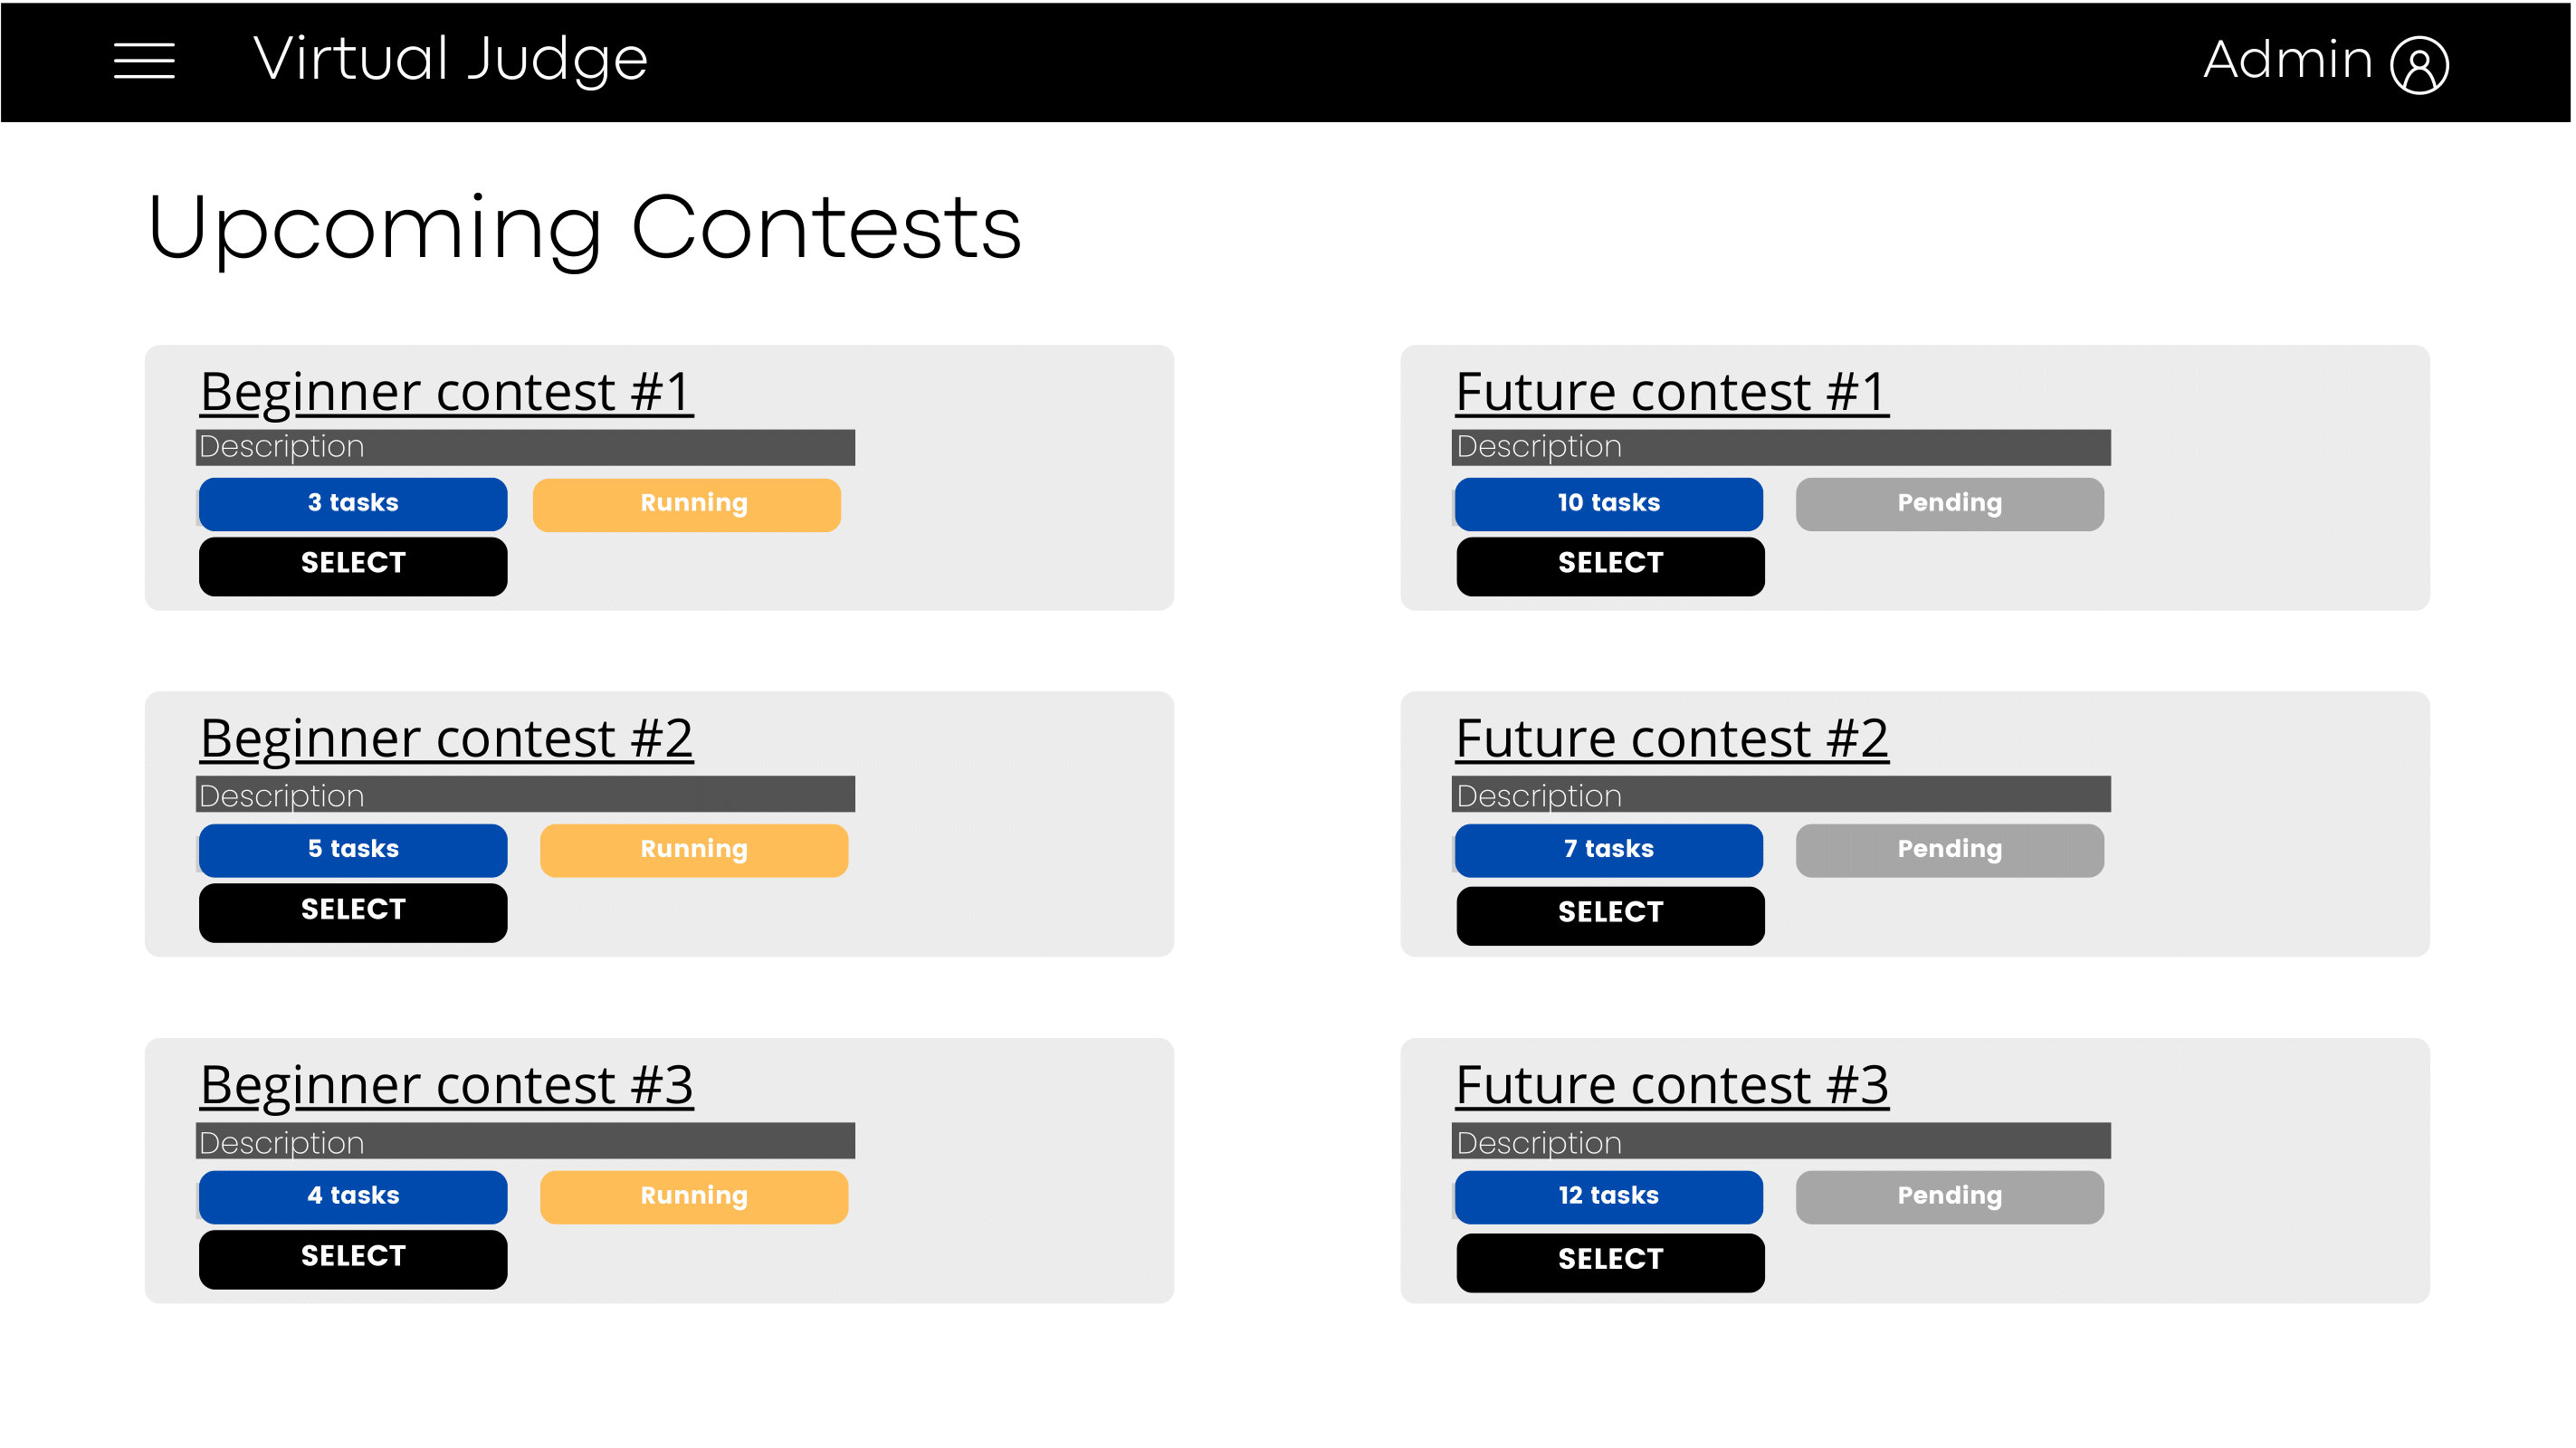 Virtual Judge
Admin
Upcoming Contests
Beginner contest #1
Description
3 tasks
Running
SELECT
Future contest #1
Description
10 tasks
Pending
SELECT
Beginner contest #2
Description
5 tasks
Running
SELECT
Future contest #2
Description
7 tasks
Pending
SELECT
Beginner contest #3
Description
4 tasks
Running
SELECT
Future contest #3
Description
12 tasks
Pending
SELECT